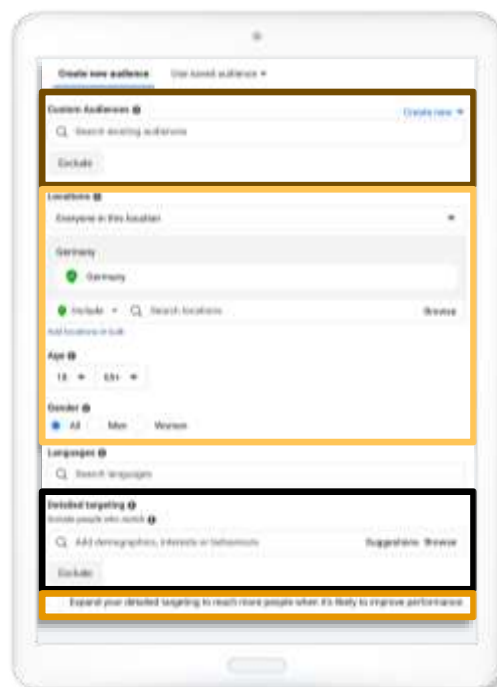 Create new audience Use saved audience
Custom Audiences Create new
Search existing audiences
Exclude
Locations
Everyone in this location
Germany
Germany
Include Search locations Browse
Add locations in bulk
Age
18 65+
Gender
All Men Women
Languages
Search languages
Detailed targeting
Include people who match
Add demographics, interests or behaviours Suggestions Browse
Exclude
Expand your detailed targeting to reach more people when it's likely to improve performance